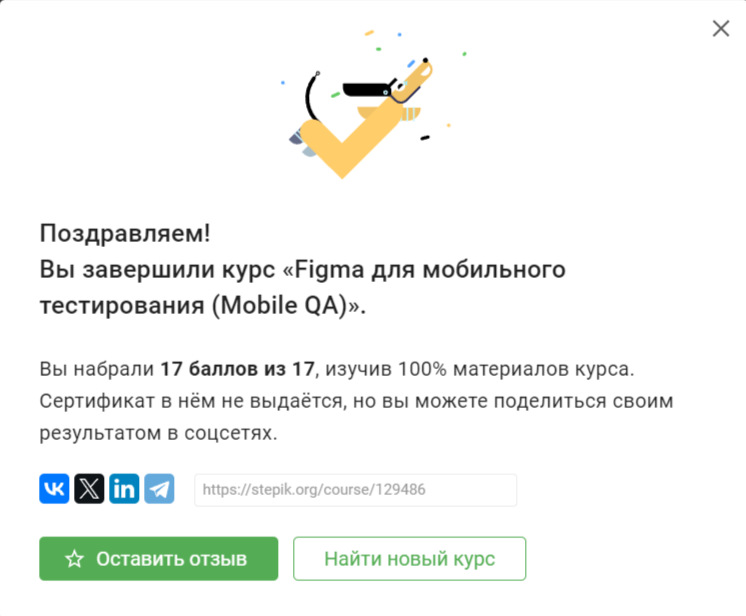 Поздравляем!
Вы завершили курс «Figma для мобильного
тестирования (Mobile QA)».
Вы набрали 17 баллов из 17, изучив 100% материалов курса.
Сертификат в нём не выдаётся, но вы можете поделиться своим
результатом в соцсетях.
https://stepik.org/course/129486
Оставить отзыв
Найти новый курс